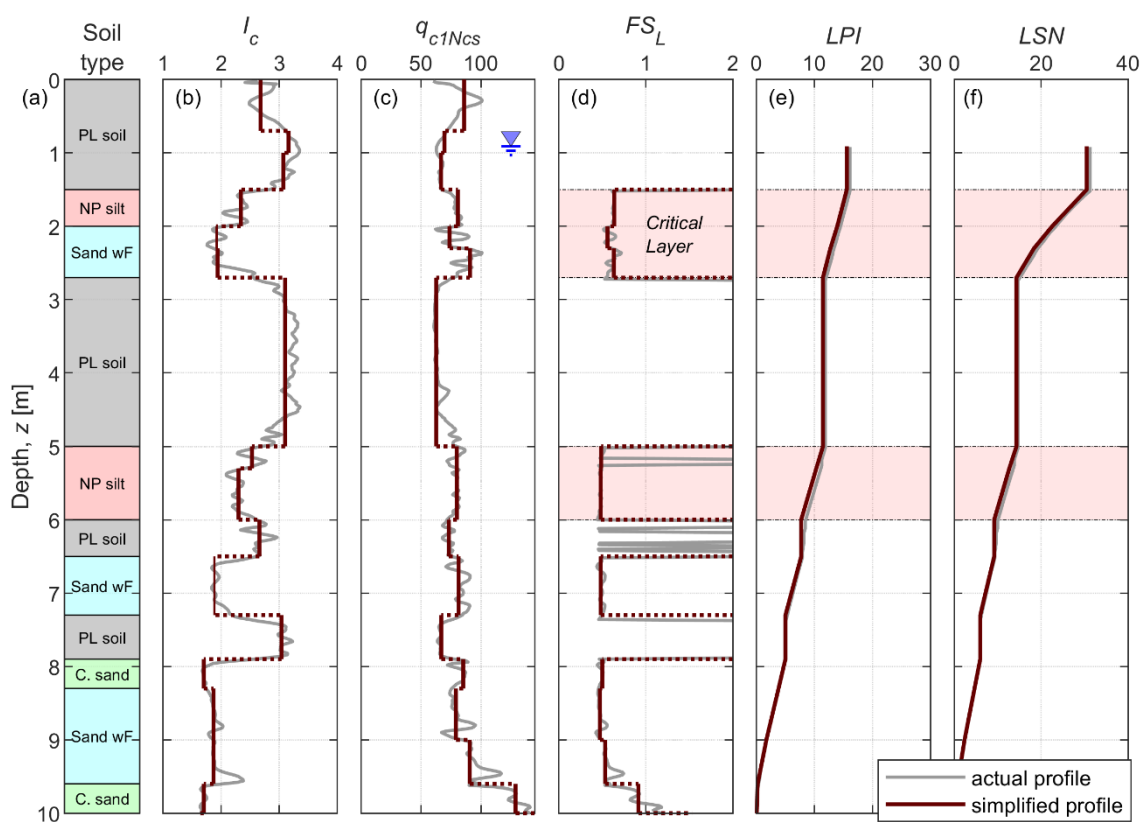 Soil
type
I_c
q_c1Ncs
FS_L
LPI
LSN
1 2 3 4
0 50 100
0 1 2
0 10 20 30
0 20 40
(a)
(b)
(c)
(d)
(e)
(f)
Depth, z [m]
0
1
2
3
4
5
6
7
8
9
10
PL soil
NP silt
Sand wF
PL soil
NP silt
PL soil
Sand wF
PL soil
C. sand
Sand wF
C. sand
Critical
Layer
actual profile
simplified profile